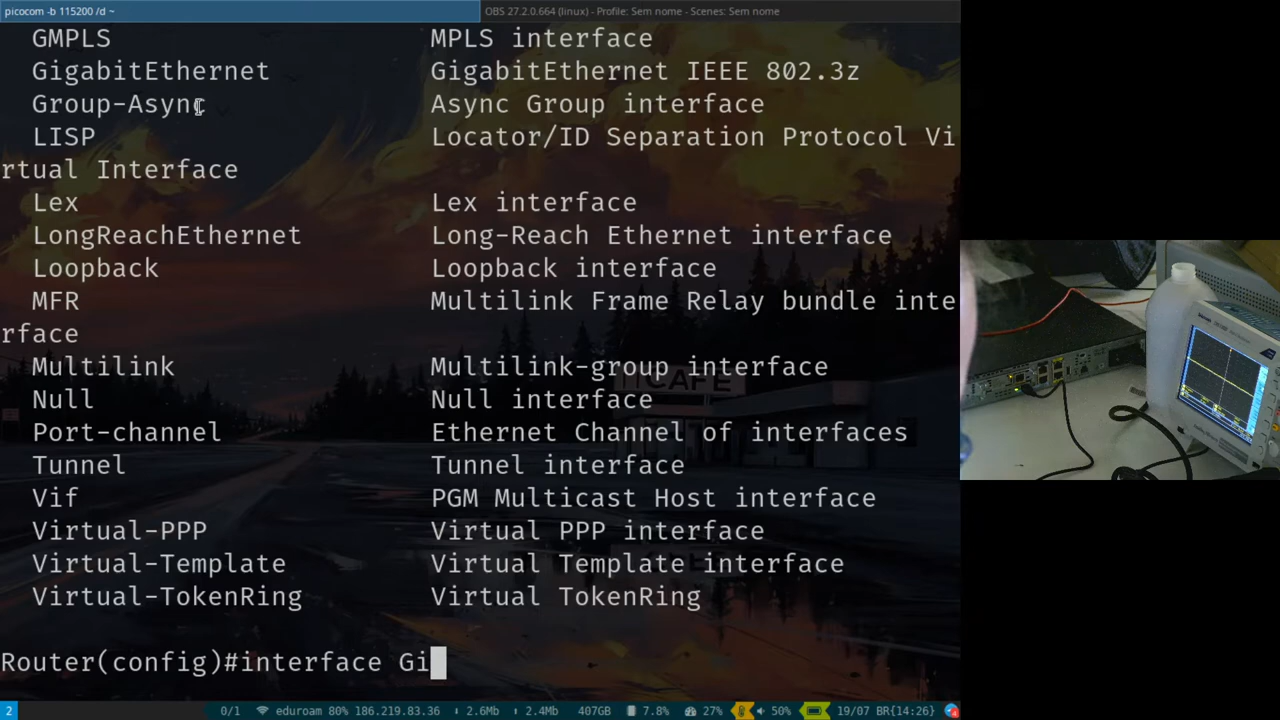 picocom -b 115200 /d ~
OBS 27.2.0.664 (linux) - Profile: Sem nome - Scenes: Sem nome
GMPLS MPLS interface
GigabitEthernet GigabitEthernet IEEE 802.3z
Group-Async Async Group interface
LISP Locator/ID Separation Protocol Vi
rtual Interface
Lex Lex interface
LongReachEthernet Long-Reach Ethernet interface
Loopback Loopback interface
MFR Multilink Frame Relay bundle inte
rface
Multilink Multilink-group interface
Null Null interface
Port-channel Ethernet Channel of interfaces
Tunnel Tunnel interface
Vif PGM Multicast Host interface
Virtual-PPP Virtual PPP interface
Virtual-Template Virtual Template interface
Virtual-TokenRing Virtual TokenRing
Router(config)#interface Gi
CAFE
2 0/1 eduroam 80% 186.219.83.36 2.6Mb 2.4Mb 407GB 7.8% 27% 50% 19/07 BR(14:26)